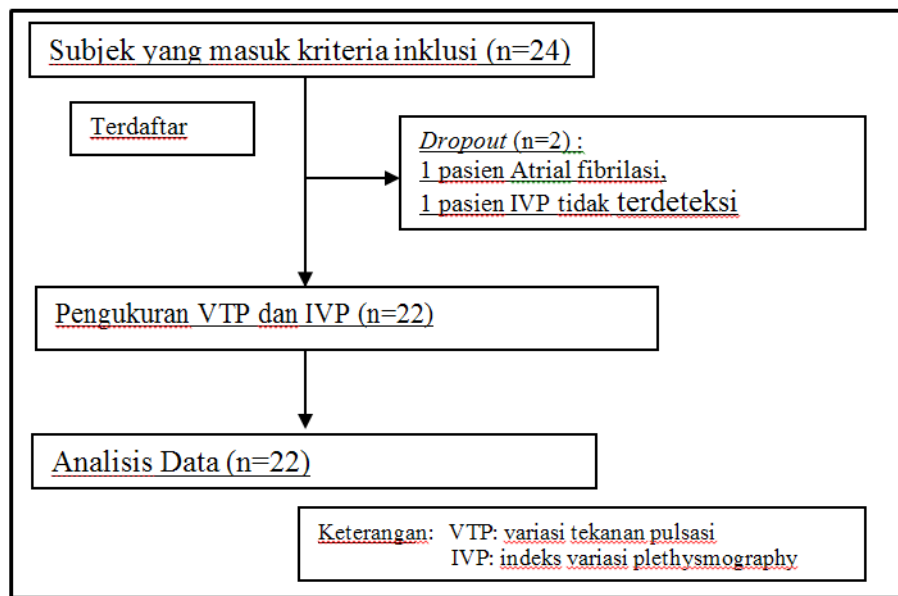 Subjek yang masuk kriteria inklusi (n=24)
Terdaftar
Dropout (n=2) :
1 pasien Atrial fibrilasi,
1 pasien IVP tidak terdeteksi
Pengukuran VTP dan IVP (n=22)
Analisis Data (n=22)
Keterangan: VTP: variasi tekanan pulsasi
IVP: indeks variasi plethysmography